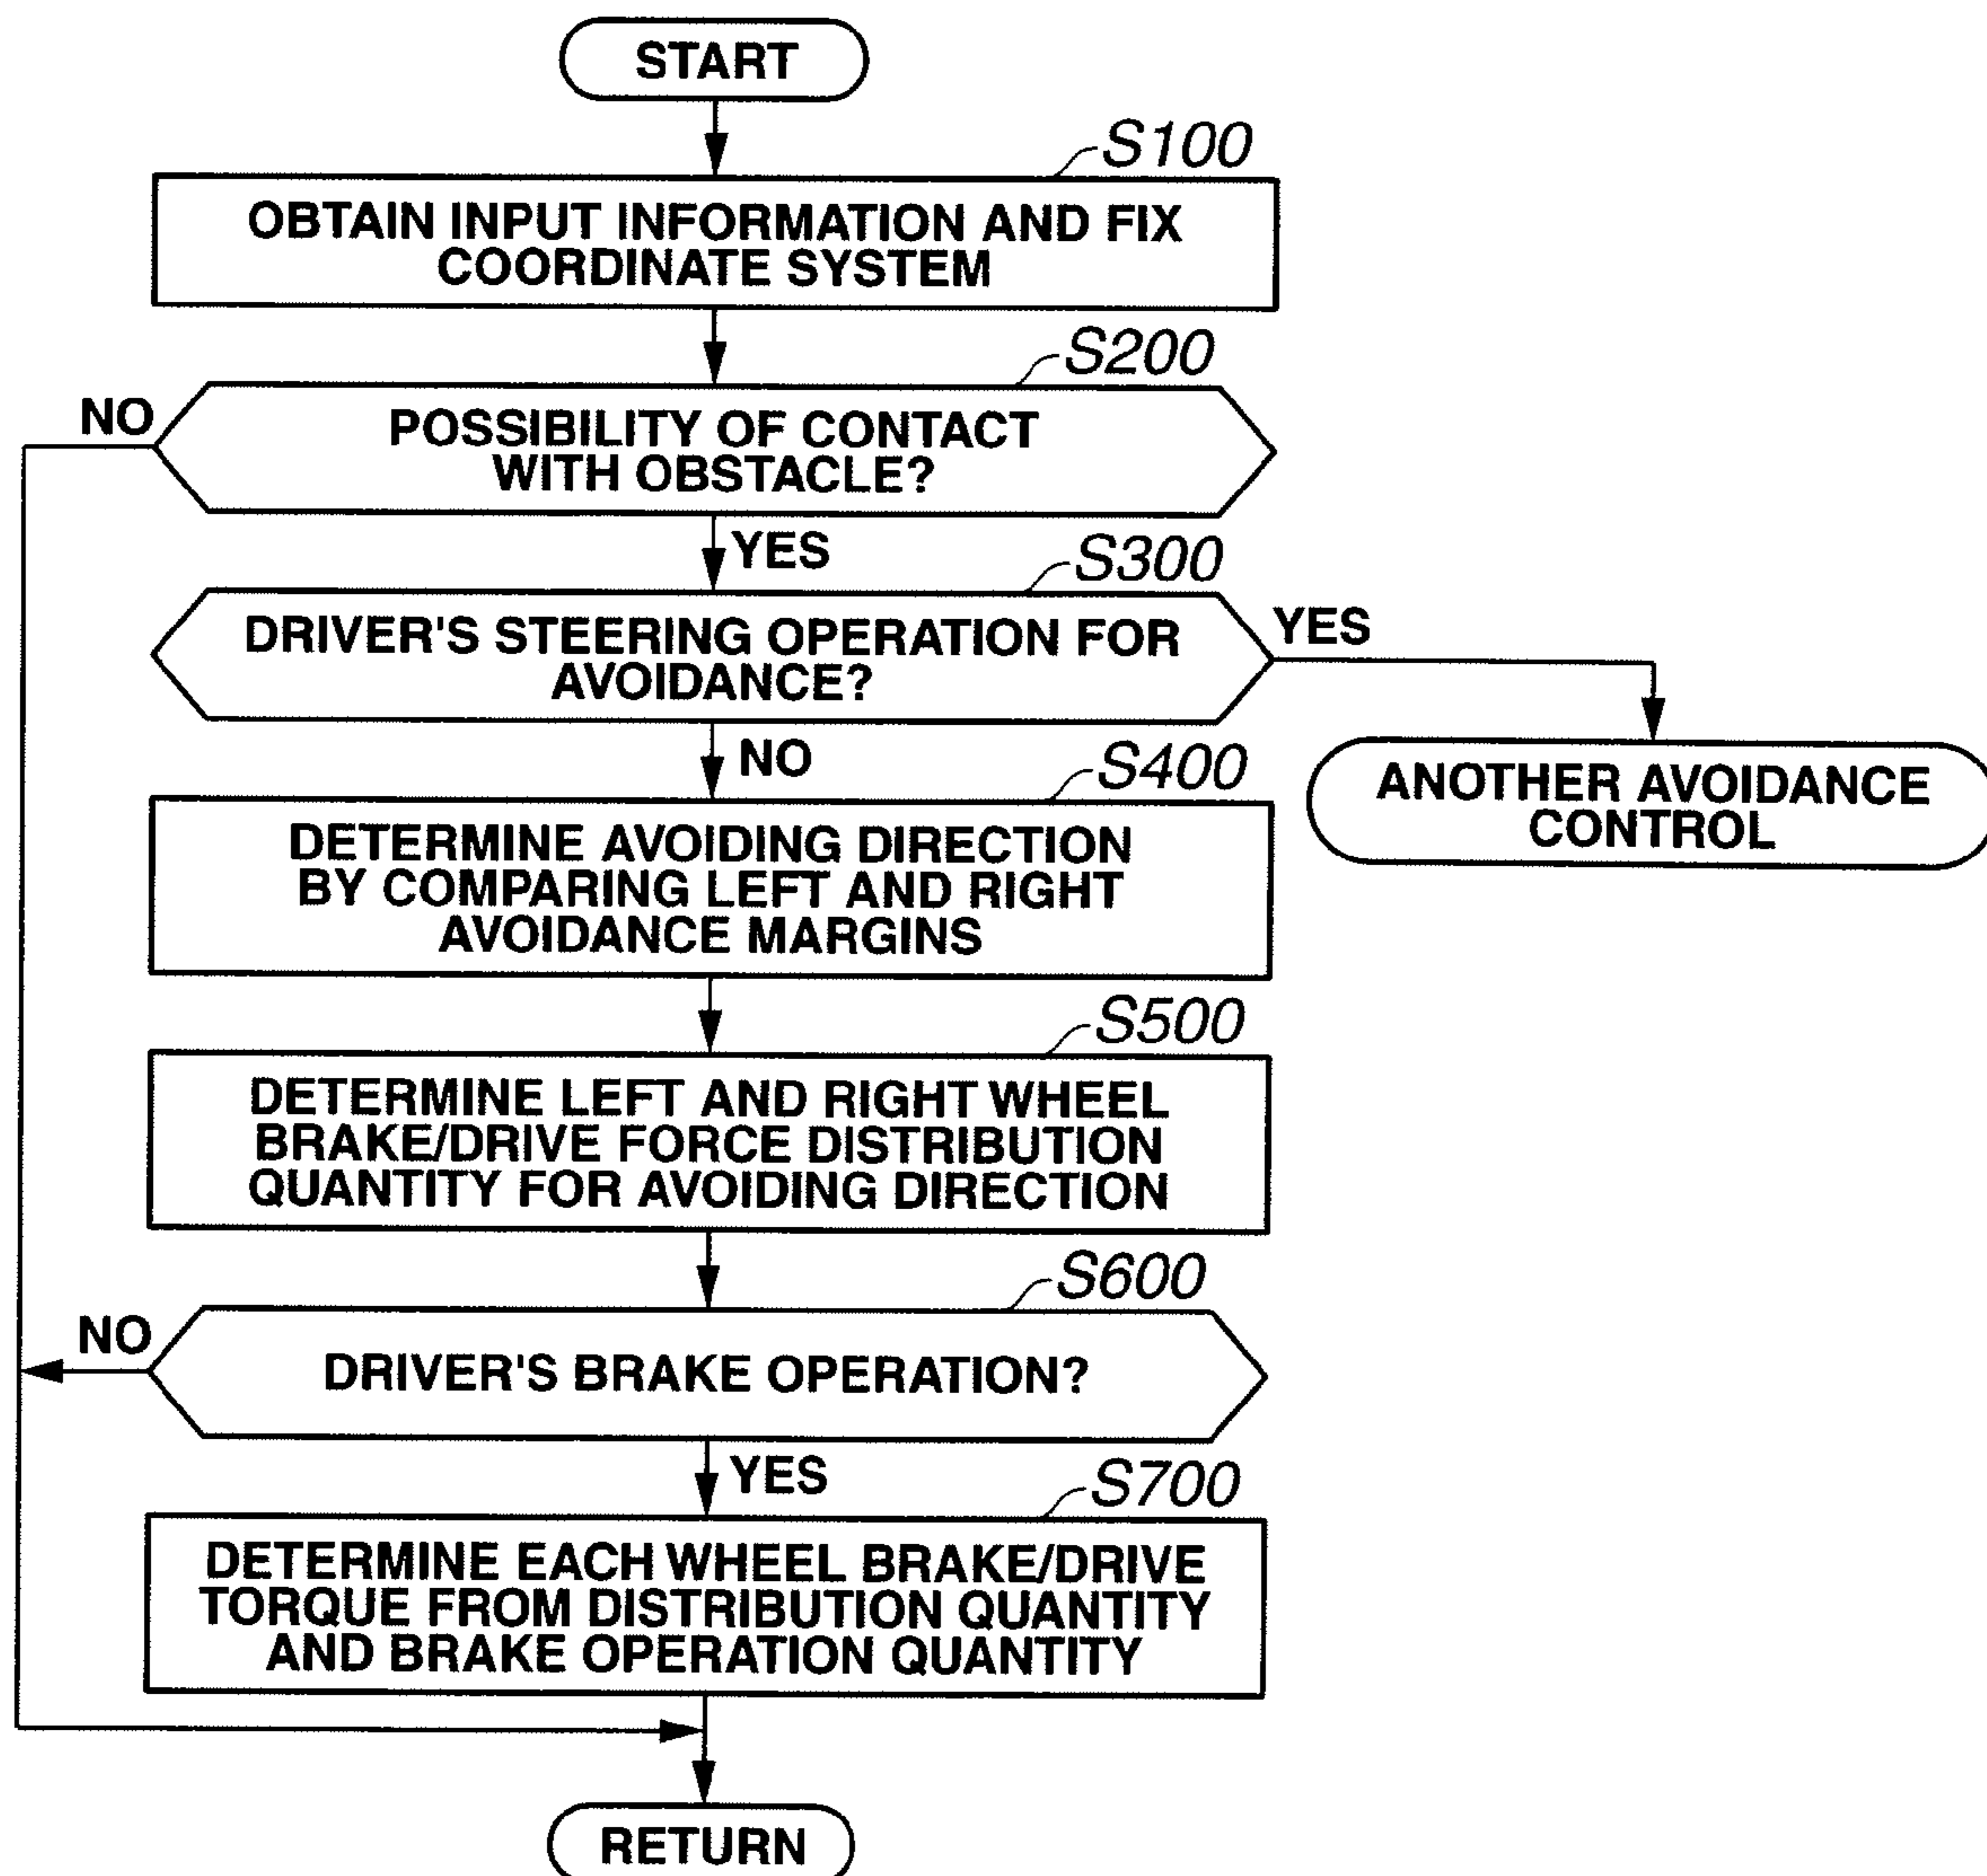 START
S100
OBTAIN INPUT INFORMATION AND FIX
COORDINATE SYSTEM
S200
NO
POSSIBILITY OF CONTACT
WITH OBSTACLE?
YES
S300
DRIVER'S STEERING OPERATION FOR
AVOIDANCE?
YES
NO
ANOTHER AVOIDANCE
CONTROL
S400
DETERMINE AVOIDING DIRECTION
BY COMPARING LEFT AND RIGHT
AVOIDANCE MARGINS
S500
DETERMINE LEFT AND RIGHT WHEEL
BRAKE/DRIVE FORCE DISTRIBUTION
QUANTITY FOR AVOIDING DIRECTION
S600
NO
DRIVER'S BRAKE OPERATION?
YES
S700
DETERMINE EACH WHEEL BRAKE/DRIVE
TORQUE FROM DISTRIBUTION QUANTITY
AND BRAKE OPERATION QUANTITY
RETURN